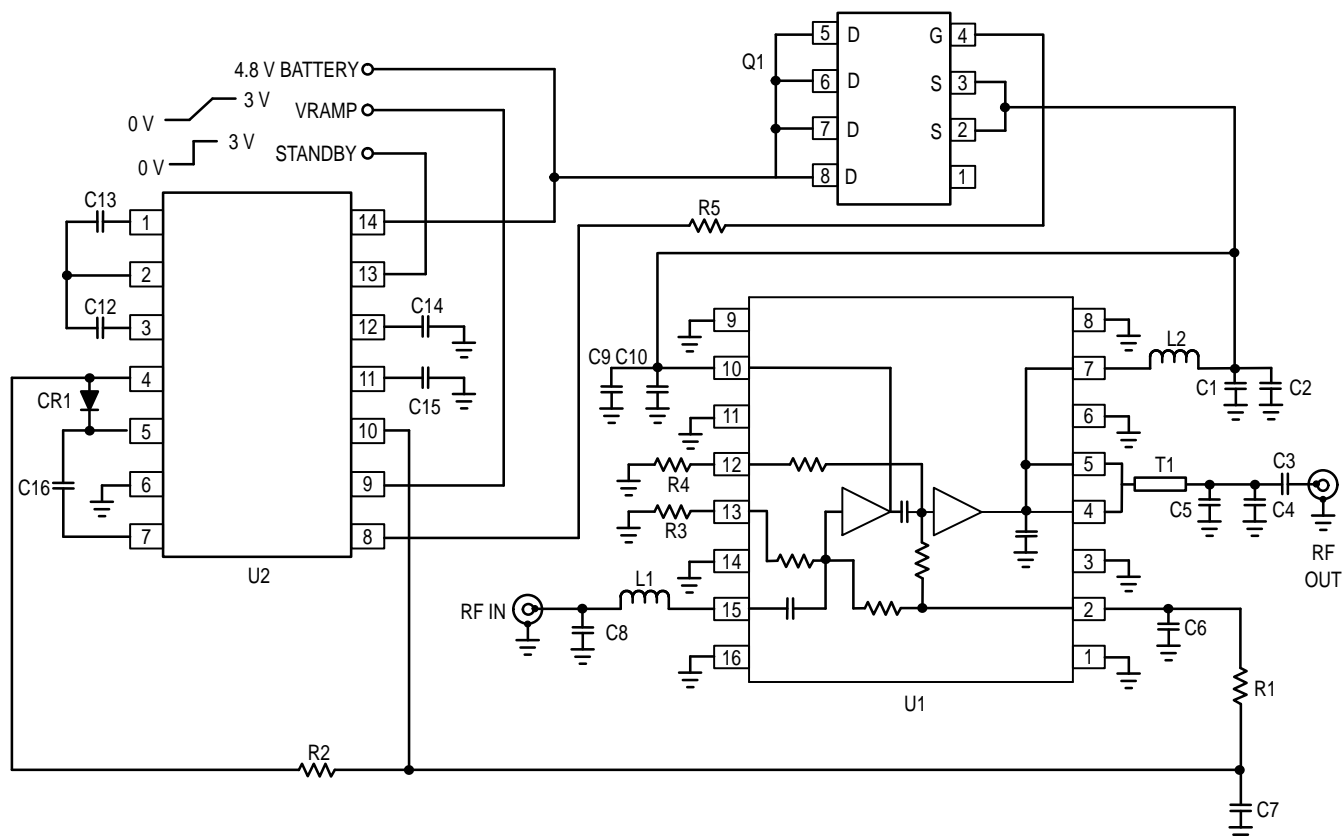 Q1
5 D G 4
6 D S 3
7 D S 2
8 D 1
4.8 V BATTERY
0 V 3 V VRAMP
0 V 3 V STANDBY
C13 1 14
2 13
C12 3 12 C14
4 11 C15
CR1
5 10
C16 6 9
7 8
U2
R5
9 8
C9 C10 10 7 L2 C1 C2
11 6
R4 12 5 T1 C3
R3 13 4 C5 C4
14 3 RF
OUT
RF IN C8 L1 15 2 C6
16 1
U1
R1
R2
C7